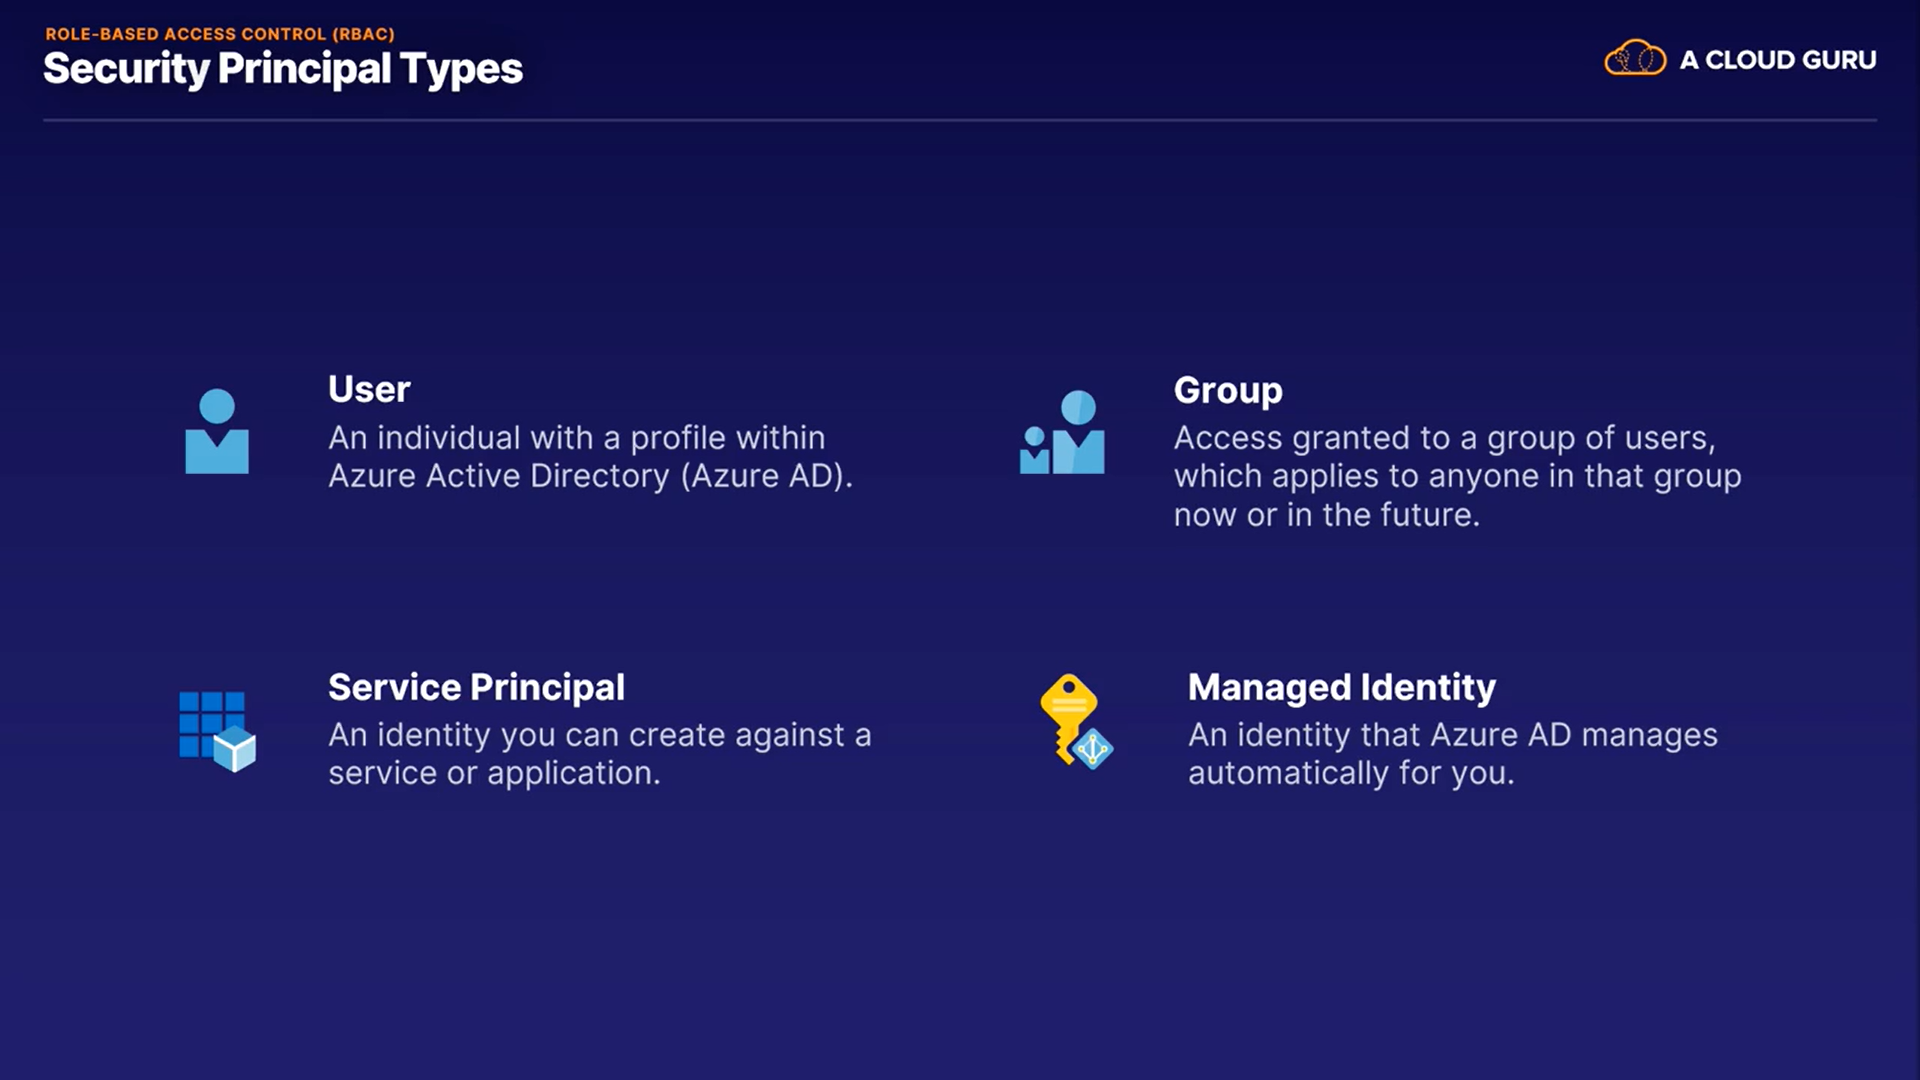 ROLE-BASED ACCESS CONTROL (RBAC)
Security Principal Types
A CLOUD GURU
User
An individual with a profile within
Azure Active Directory (Azure AD).
Group
Access granted to a group of users,
which applies to anyone in that group
now or in the future.
Service Principal
An identity you can create against a
service or application.
Managed Identity
An identity that Azure AD manages
automatically for you.